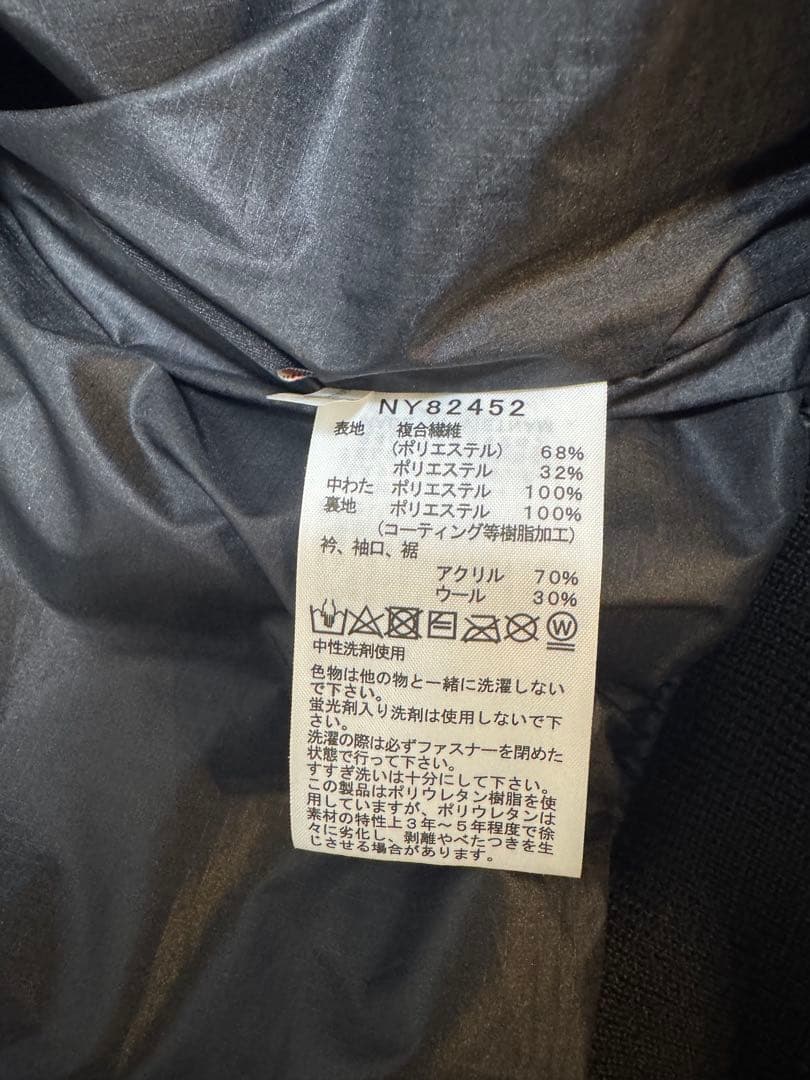 NY82452
表地 複合繊維
(ポリエステル) 68%
ポリエステル 32%
中わた ポリエステル 100%
裏地 ポリエステル 100%
(コーティング等樹脂加工)
衿、袖口、裾
アクリル 70%
ウール 30%
W
中性洗剤使用
色物は他の物と一緒に洗濯しない
で下さい。
蛍光剤入り洗剤は使用しないで下
さい。
洗濯の際は必ずファスナーを閉めた
状態で行って下さい。
すすぎ洗いは十分にして下さい。
この製品はポリウレタン樹脂を使
用していますが、ポリウレタンは
素材の特性上3年～5年程度で徐
々に劣化し、剥離やべたつきを生
じさせる場合があります。